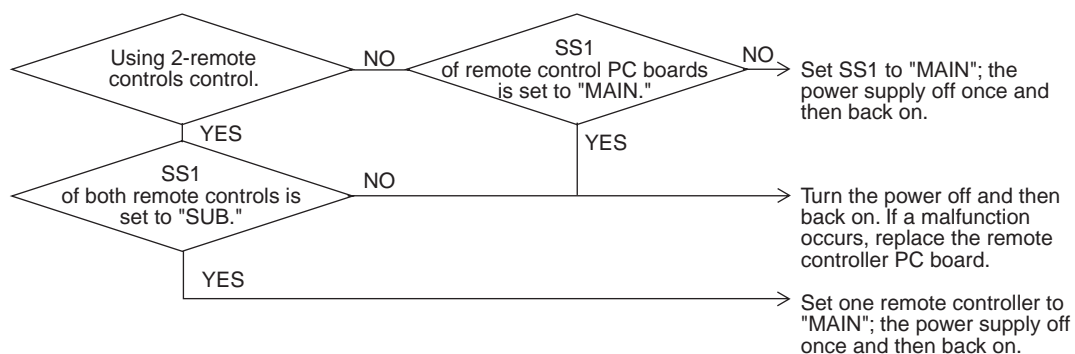 Using 2-remote
controls control.
NO
SS1
of remote control PC boards
is set to "MAIN."
NO
Set SS1 to "MAIN"; the
power supply off once and
then back on.
YES
YES
SS1
of both remote controls is
set to "SUB."
NO
Turn the power off and then
back on. If a malfunction
occurs, replace the remote
controller PC board.
YES
Set one remote controller to
"MAIN"; the power supply off
once and then back on.